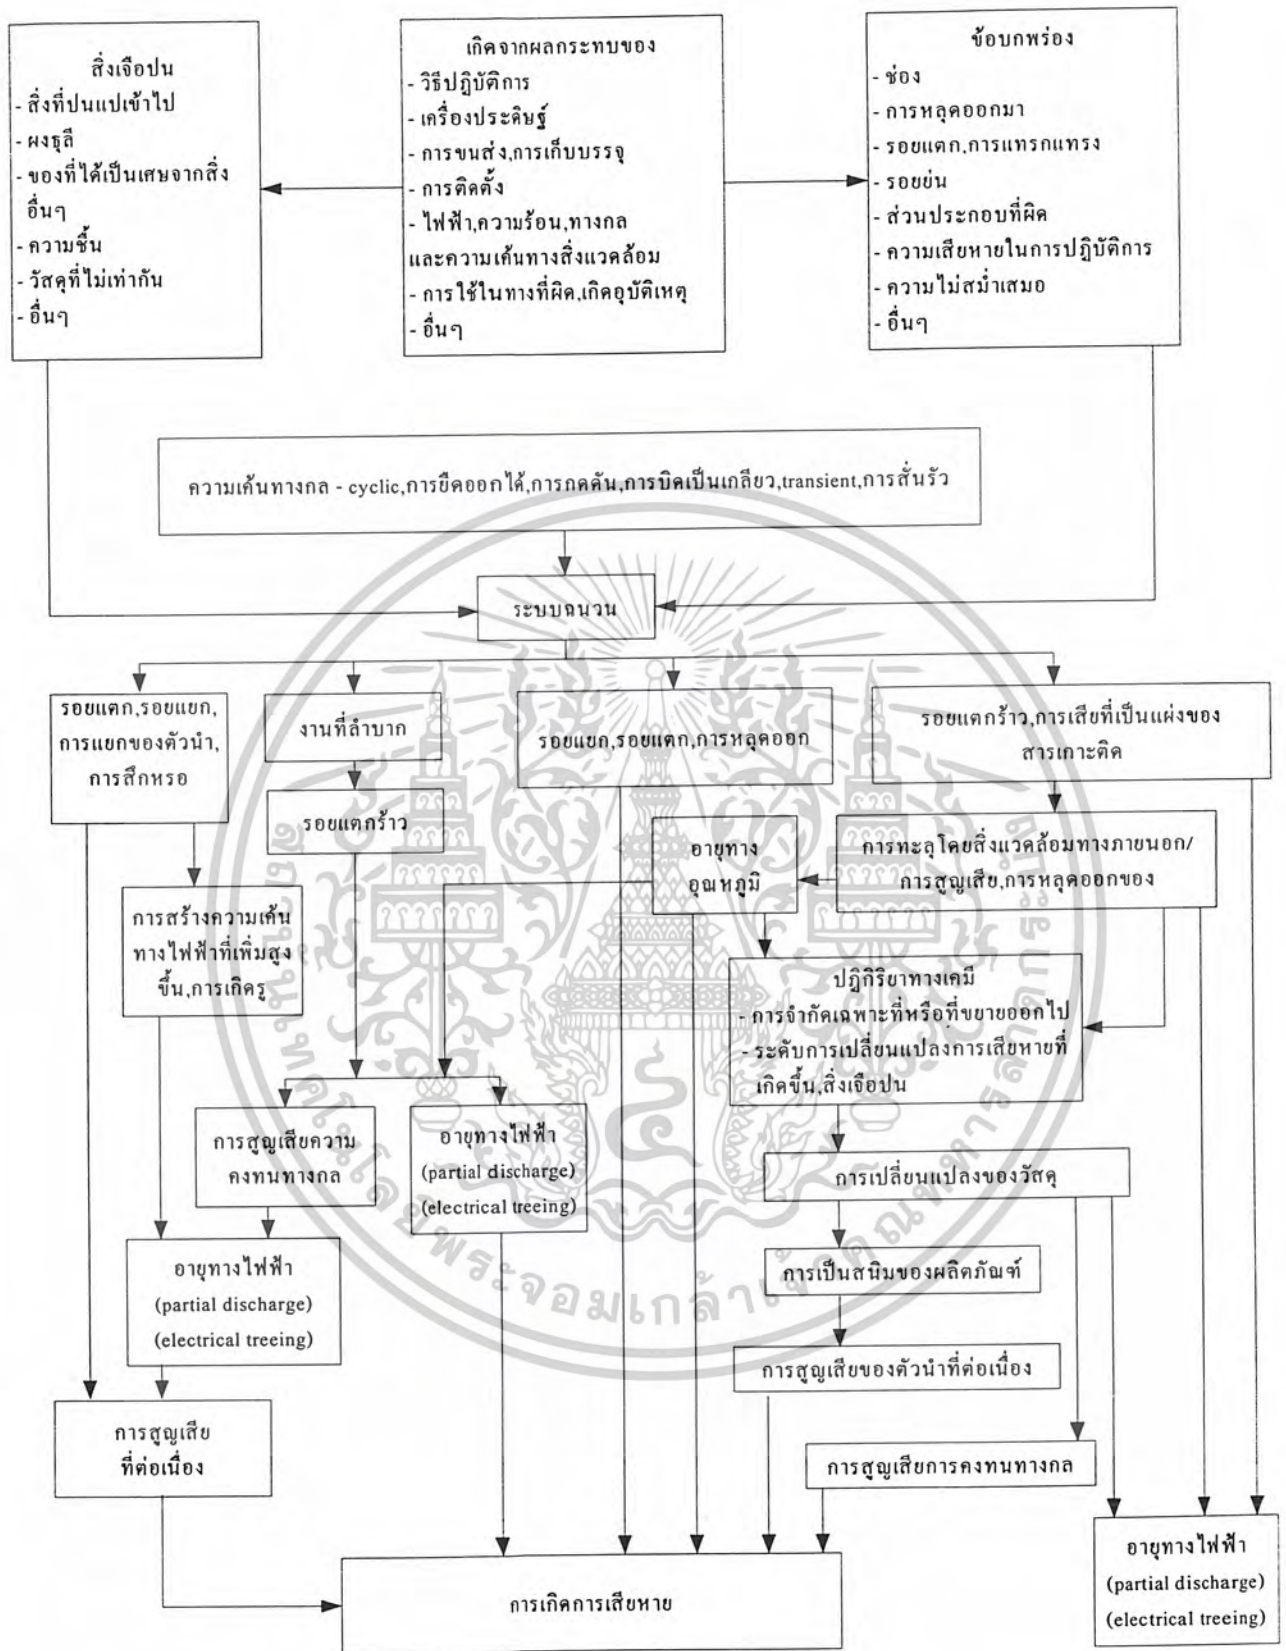 สิ่งเจือปน
- สิ่งที่ปนแปเข้าไป
- ผงธุลี
- ของที่ได้เป็นเศษจากสิ่ง
อื่นๆ
- ความชื้น
- วัสดุที่ไม่เท่ากัน
- อื่นๆ
เกิดจากผลกระทบของ
- วิธีปฏิบัติการ
- เครื่องประดิษฐ์
- การขนส่ง,การเก็บบรรจุ
- การติดตั้ง
- ไฟฟ้า,ความร้อน,ทางกล
และความเค้นทางสิ่งแวดล้อม
- การใช้ในทางที่ผิด,เกิดอุบัติเหตุ
- อื่นๆ
ข้อบกพร่อง
- ช่อง
- การหลุดออกมา
- รอยแตก,การแทรกแทรง
- รอยย่น
- ส่วนประกอบที่ผิด
- ความเสียหายในการปฏิบัติการ
- ความไม่สม่ำเสมอ
- อื่นๆ
ความเค้นทางกล - cyclic,การยืดออกได้,การกดดัน,การบิดเป็นเกลียว,transient,การสั่นรัว
ระบบฉนวน
รอยแตก,รอยแยก,
การแยกของตัวนำ,
การสึกหรอ
งานที่ลำบาก
รอยแยก,รอยแตก,การหลุดออก
รอยแตกร้าว,การเสียที่เป็นแผ่งของ
สารเกาะติด
รอยแตกร้าว
อายุทาง
อุณหภูมิ
การทะลุโดยสิ่งแวดล้อมทางภายนอก/
การสูญเสีย,การหลุดออกของ
การสร้างความเค้น
ทางไฟฟ้าที่เพิ่มสูง
ขึ้น,การเกิดรู
ปฏิกิริยาทางเคมี
- การจำกัดเฉพาะที่หรือที่ขยายออกไป
- ระดับการเปลี่ยนแปลงการเสียหายที่
เกิดขึ้น,สิ่งเจือปน
การสูญเสียความ
คงทนทางกล
อายุทางไฟฟ้า
(partial discharge)
(electrical treeing)
การเปลี่ยนแปลงของวัสดุ
อายุทางไฟฟ้า
(partial discharge)
(electrical treeing)
การเป็นสนิมของผลิตภัณฑ์
การสูญเสียของตัวนำที่ต่อเนื่อง
การสูญเสีย
ที่ต่อเนื่อง
การสูญเสียการคงทนทางกล
อายุทางไฟฟ้า
(partial discharge)
(electrical treeing)
การเกิดการเสียหาย
สถาบันเทคโนโลยีพระจอมเกล้าเจ้าคุณทหารลาดกระบัง